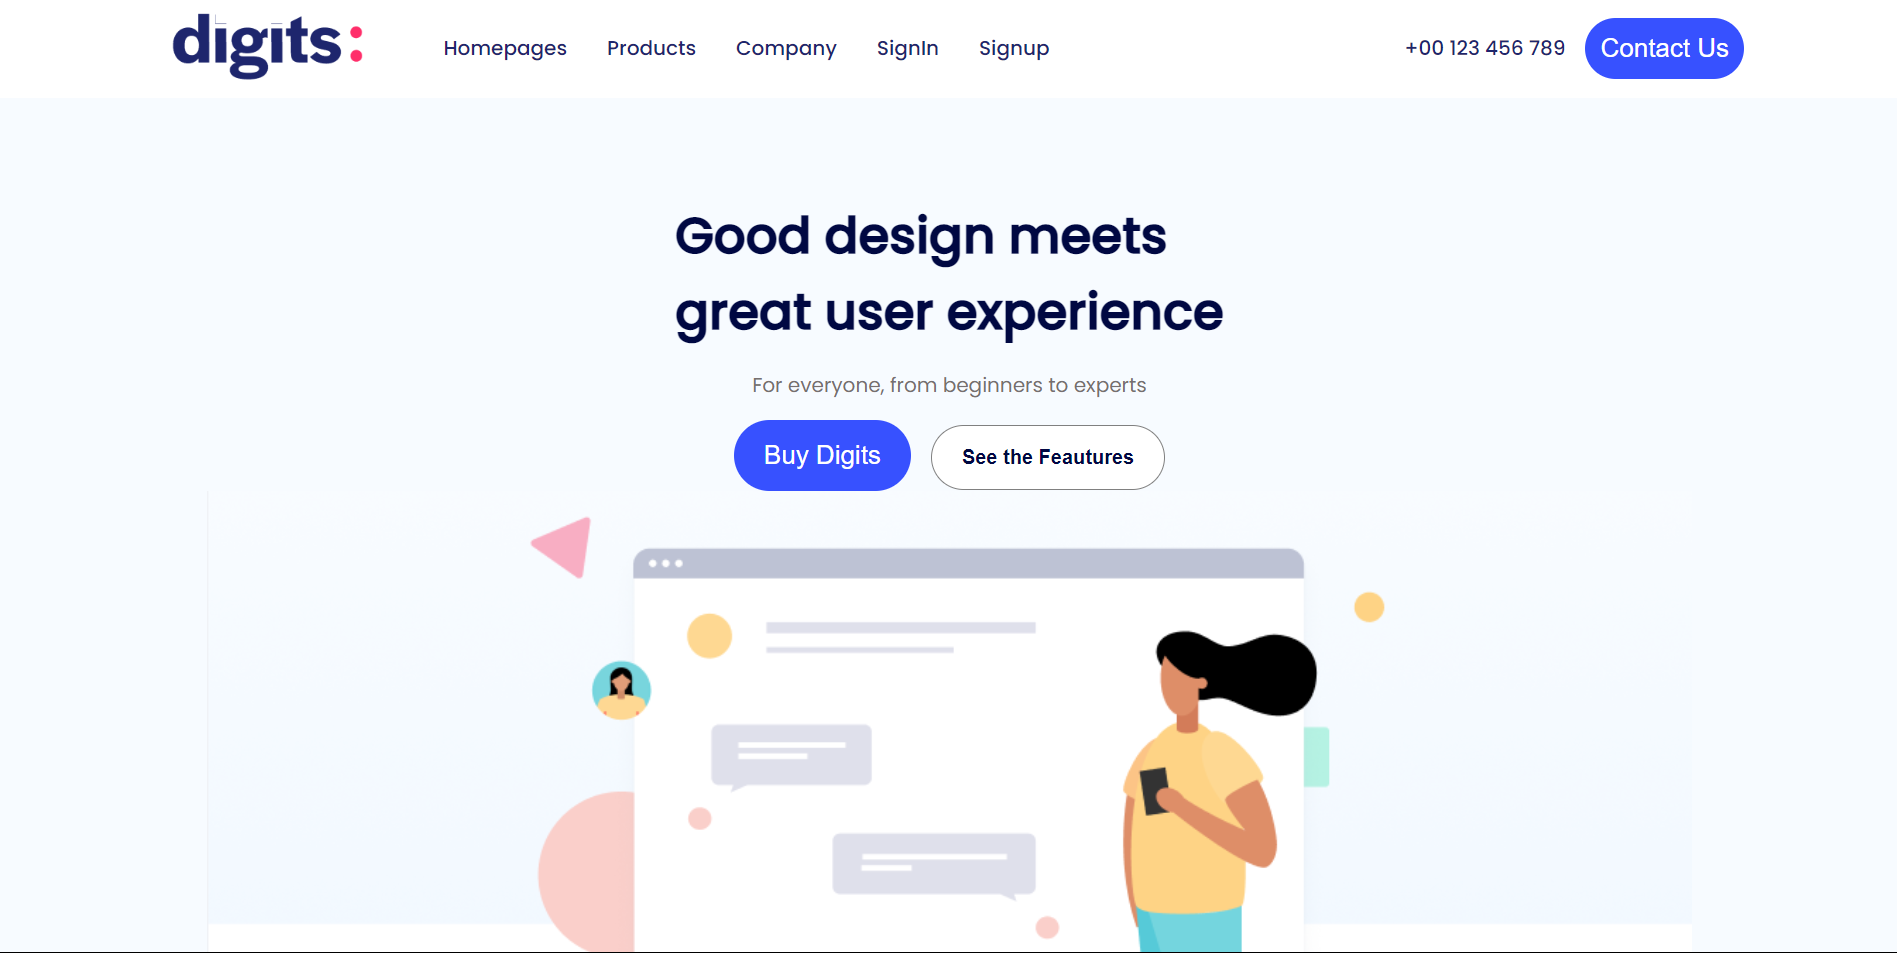 digits:
Homepages Products Company SignIn Signup +00 123 456 789 Contact Us
Good design meets
great user experience
For everyone, from beginners to experts
Buy Digits See the Feautures